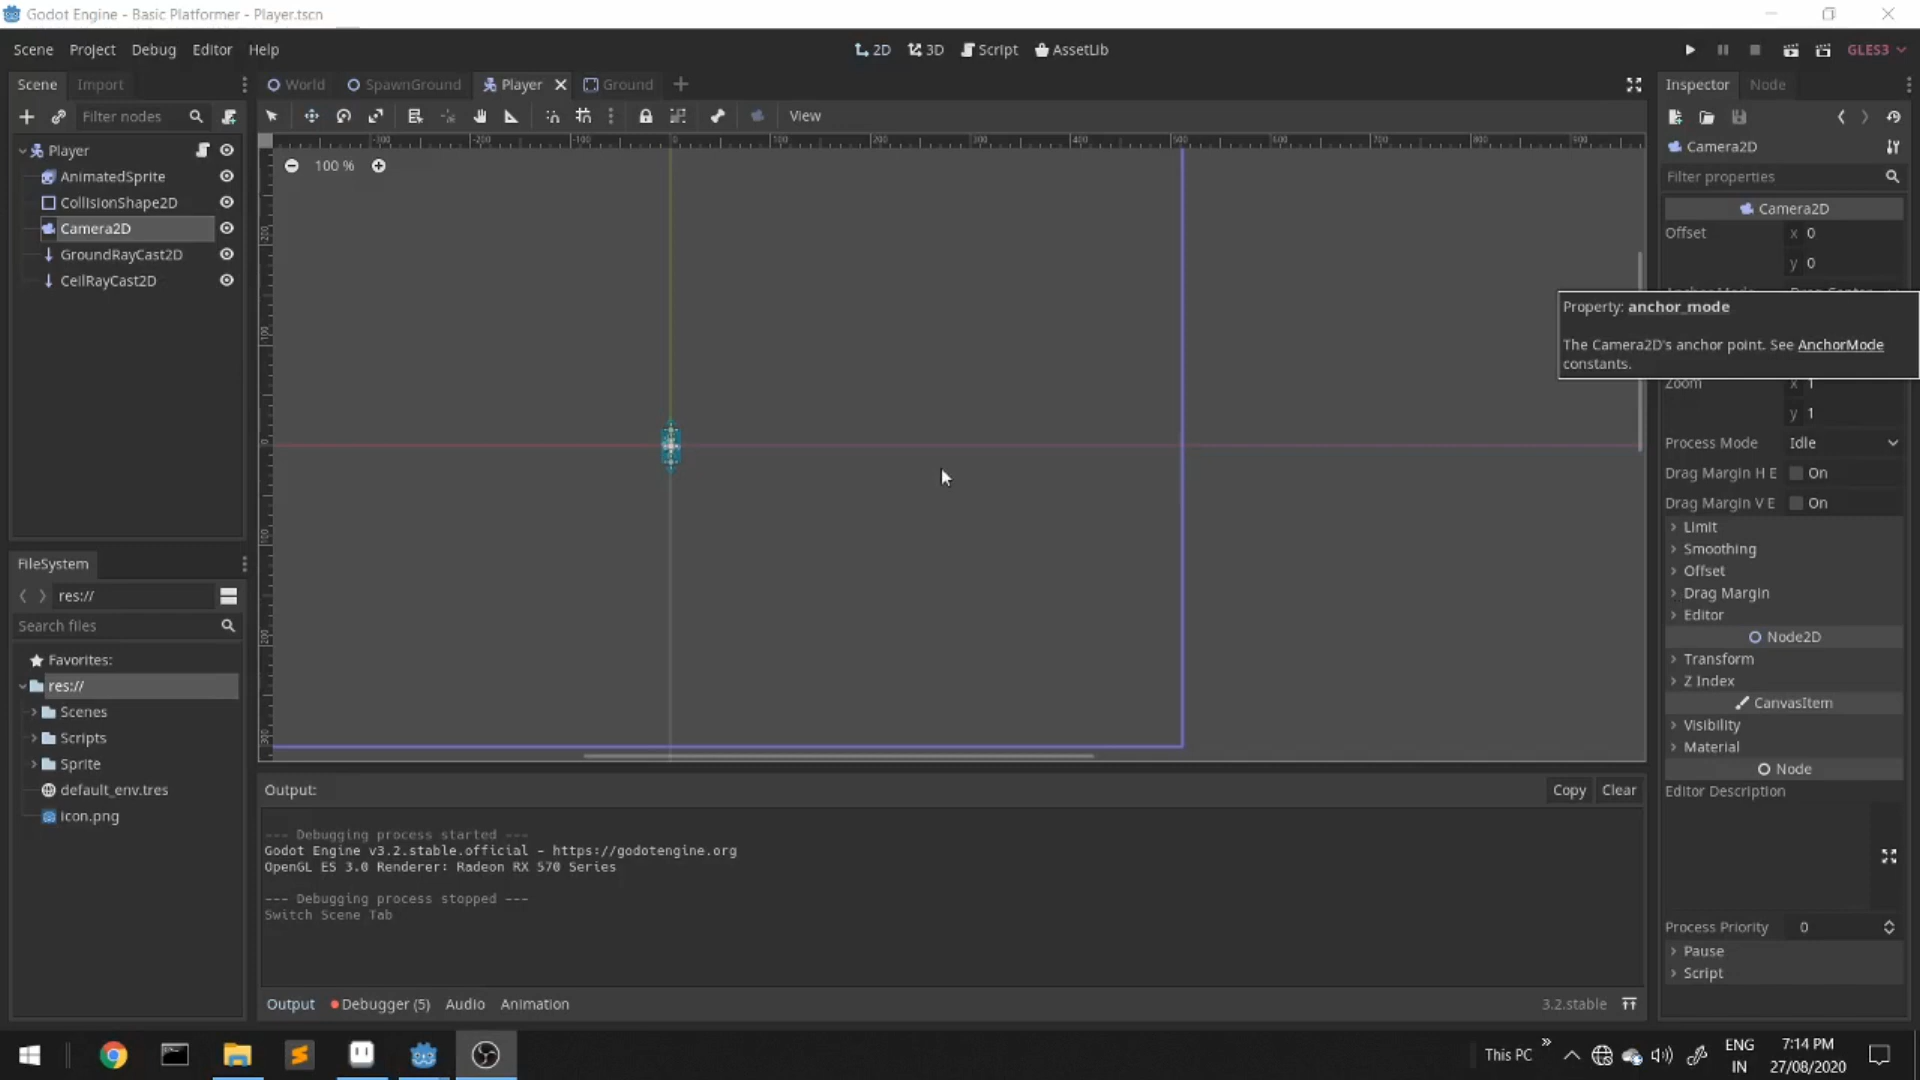 Godot Engine - Basic Platformer - Player.tscn
Scene Project Debug Editor Help
2D 3D Script AssetLib
GLES3
Scene Import
World SpawnGround Player Ground
Inspector Node
Filter nodes
View
Camera2D
Filter properties
Player
AnimatedSprite
CollisionShape2D
Camera2D
GroundRayCast2D
CeilRayCast2D
100 %
Camera2D
Offset x 0
y 0
Property: anchor_mode
The Camera2D's anchor point. See AnchorMode
constants.
Zoom x 1
y 1
Process Mode Idle
Drag Margin H E On
Drag Margin V E On
Limit
Smoothing
Offset
Drag Margin
Editor
Node2D
Transform
Z Index
CanvasItem
Visibility
Material
Node
Editor Description
Process Priority 0
Pause
Script
FileSystem
res://
Search files
Favorites:
res://
Scenes
Scripts
Sprite
default_env.tres
icon.png
Output:
Copy Clear
--- Debugging process started ---
Godot Engine v3.2.stable.official - https://godotengine.org
OpenGL ES 3.0 Renderer: Radeon RX 570 Series
--- Debugging process stopped ---
Switch Scene Tab
Output Debugger (5) Audio Animation
3.2.stable
This PC
ENG
IN
7:14 PM
27/08/2020